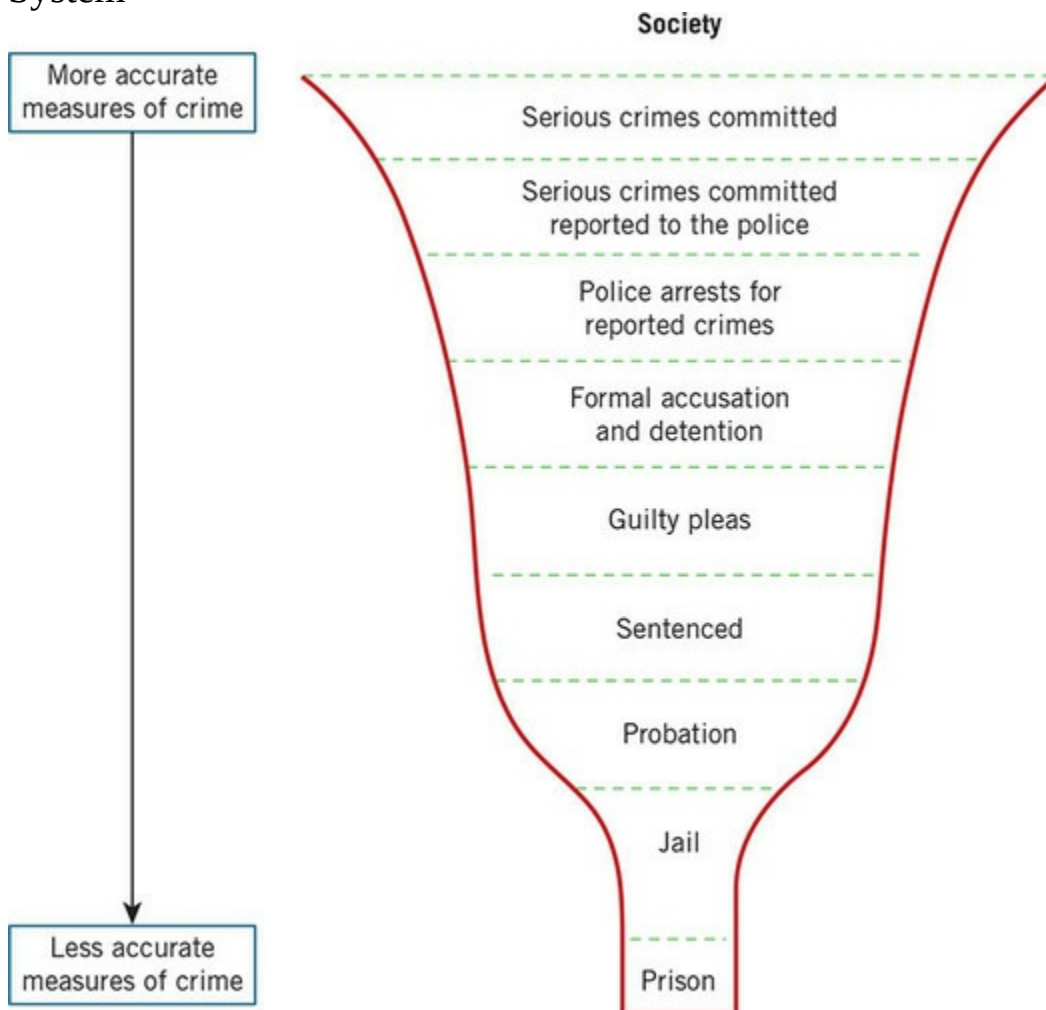 System
Society
More accurate
measures of crime
Serious crimes committed
Serious crimes committed
reported to the police
Police arrests for
reported crimes
Formal accusation
and detention
Guilty pleas
Sentenced
Probation
Jail
Less accurate
measures of crime
Prison